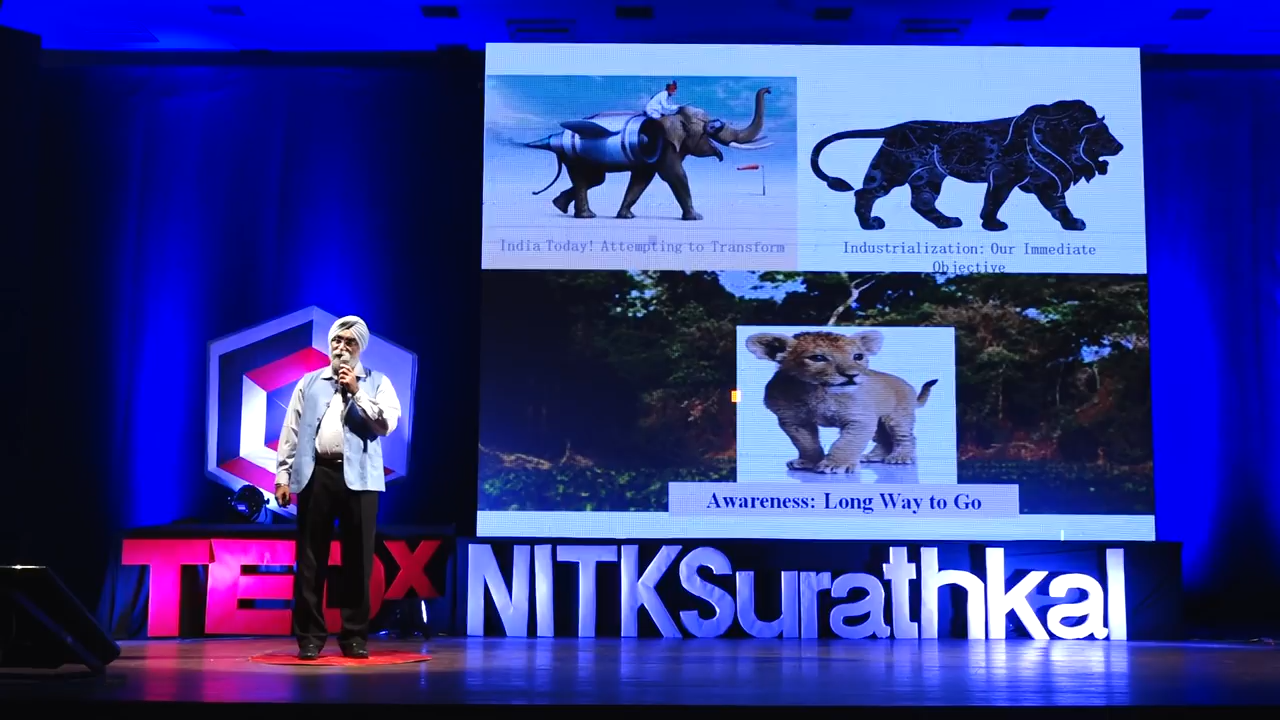 India Today! Attempting to Transform
Industrialization: Our Immediate
Objective
Awareness: Long Way to Go
TEDx NITKSurathkal